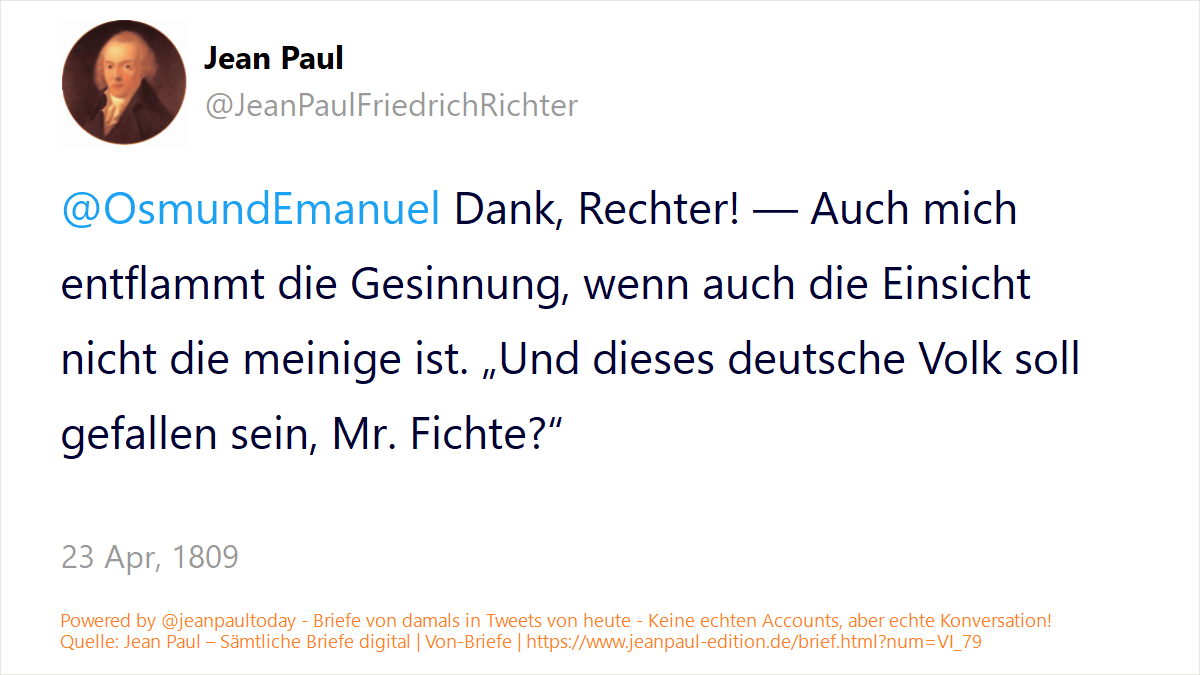 Jean Paul
@JeanPaulFriedrichRichter
@OsmundEmanuel Dank, Rechter! — Auch mich
entflammt die Gesinnung, wenn auch die Einsicht
nicht die meinige ist. „Und dieses deutsche Volk soll
gefallen sein, Mr. Fichte?“
23 Apr, 1809
Powered by @jeanpaultoday - Briefe von damals in Tweets von heute - Keine echten Accounts, aber echte Konversation!
Quelle: Jean Paul – Sämtliche Briefe digital | Von-Briefe | https://www.jeanpaul-edition.de/brief.html?num=VI_79